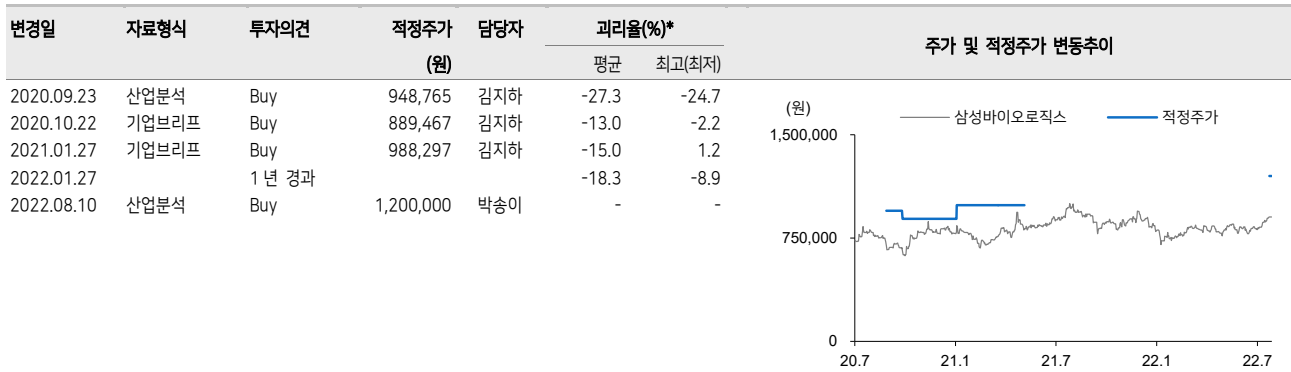 변경일 자료형식 투자의견 적정주가 담당자 괴리율(%)* 주가 및 적정주가 변동추이
(원) 평균 최고(최저)
2020.09.23 산업분석 Buy 948,765 김지하 -27.3 -24.7
2020.10.22 기업브리프 Buy 889,467 김지하 -13.0 -2.2
2021.01.27 기업브리프 Buy 988,297 김지하 -15.0 1.2
2022.01.27 1년 경과 -18.3 -8.9
2022.08.10 산업분석 Buy 1,200,000 박송이 - -
(원) 삼성바이오로직스 적정주가
1,500,000
750,000
0
20.7 21.1 21.7 22.1 22.7